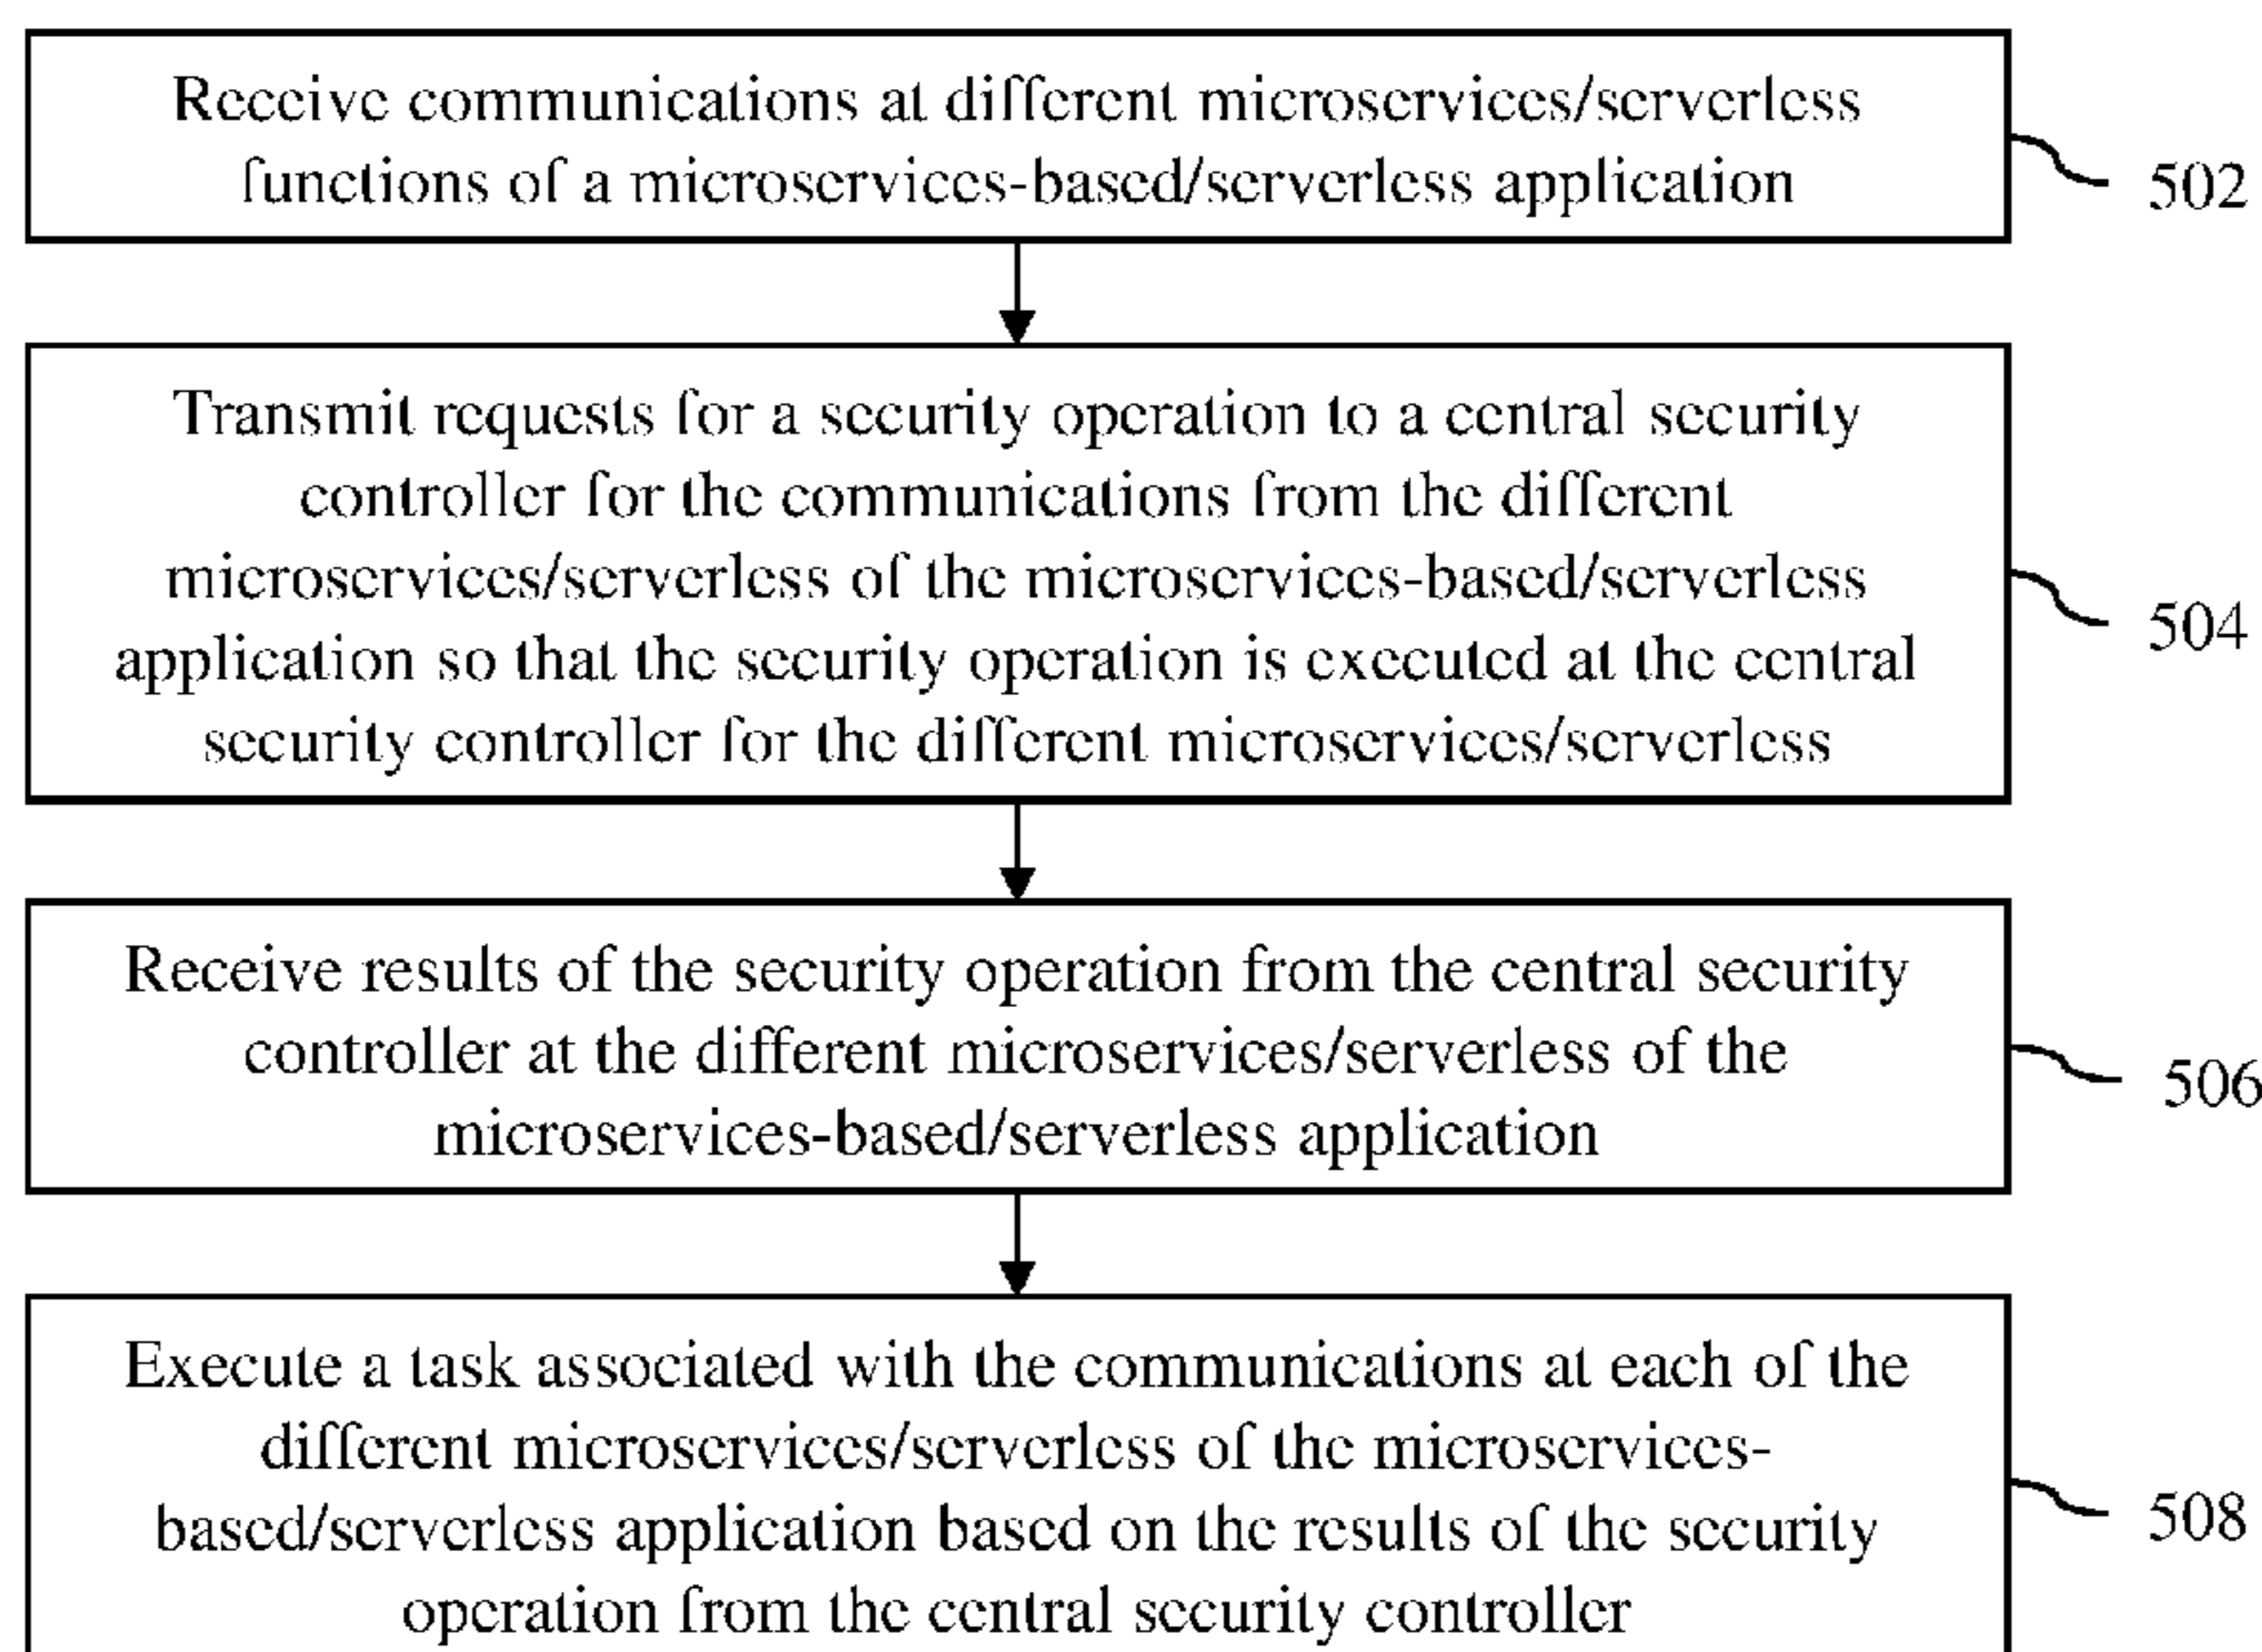 Receive communications at different microservices/serverless
functions of a microservices-based/serverless application
502
Transmit requests for a security operation to a central security
controller for the communications from the different
microservices/serverless of the microservices-based/serverless
application so that the security operation is executed at the central
security controller for the different microservices/serverless
504
Receive results of the security operation from the central security
controller at the different microservices/serverless of the
microservices-based/serverless application
506
Execute a task associated with the communications at each of the
different microservices/serverless of the microservices-
based/serverless application based on the results of the security
operation from the central security controller
508